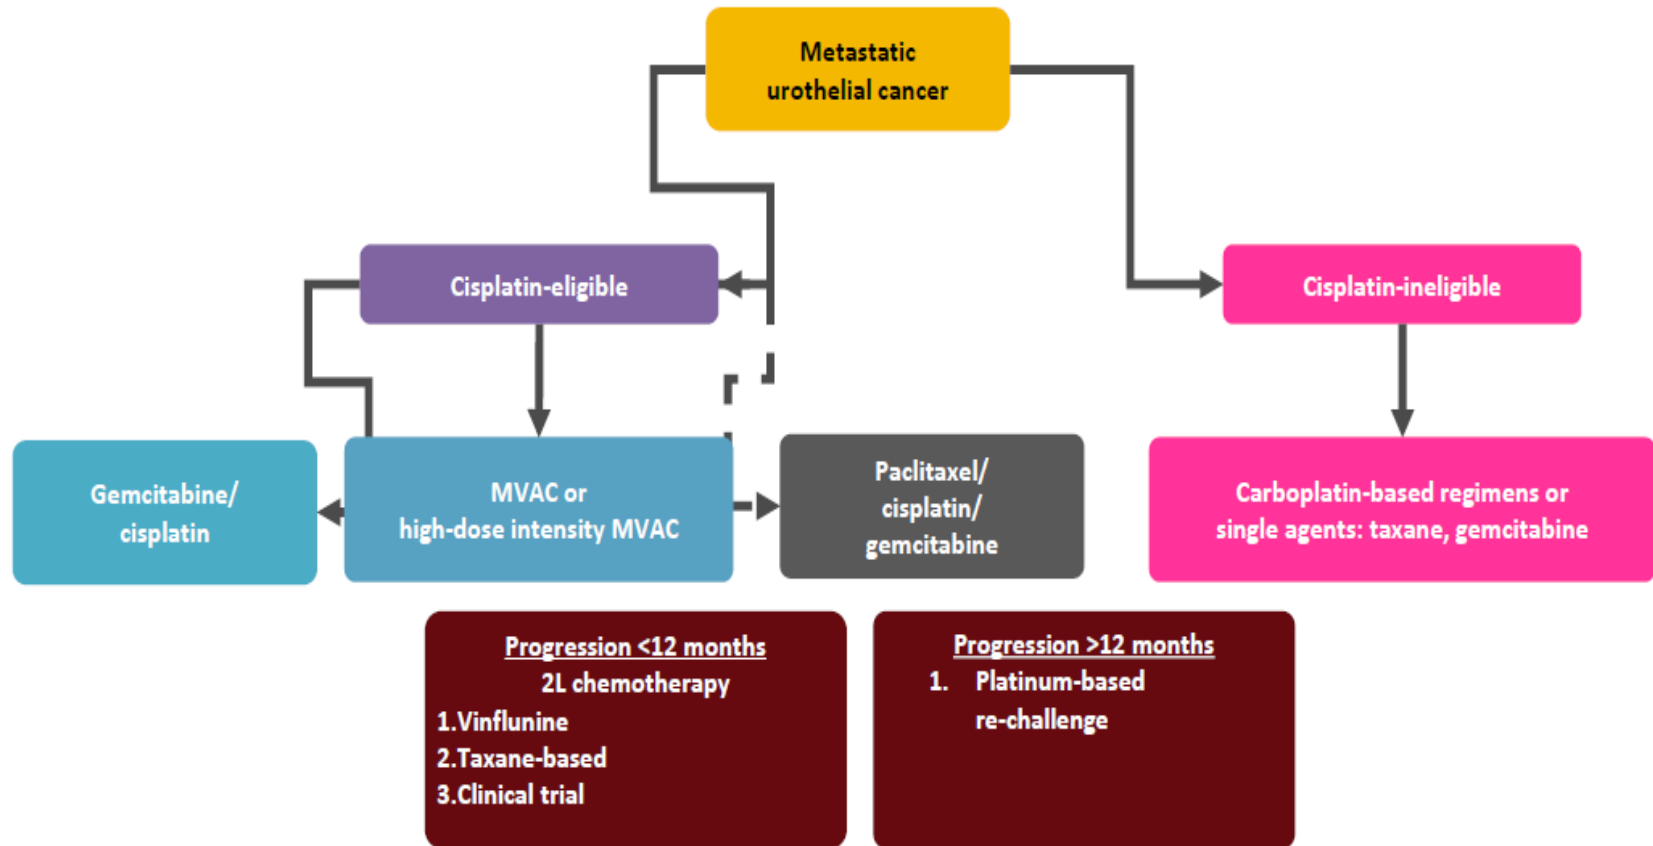 Metastatic
urothelial cancer
Cisplatin-eligible
Cisplatin-ineligible
Gemcitabine/
cisplatin
MVAC or
high-dose intensity MVAC
Paclitaxel/
cisplatin/
gemcitabine
Carboplatin-based regimens or
single agents: taxane, gemcitabine
Progression <12 months
2L chemotherapy
1.Vinflunine
2.Taxane-based
3.Clinical trial
Progression >12 months
1. Platinum-based
re-challenge